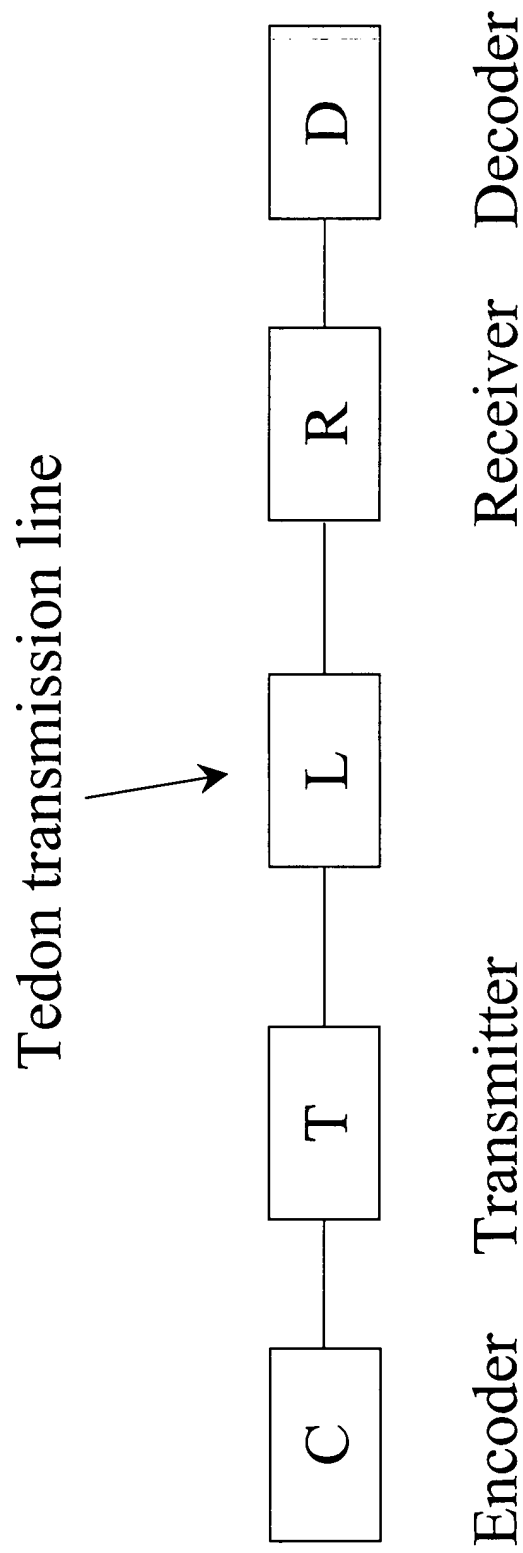 Tedon transmission line
C T L R D
Encoder Transmitter Receiver Decoder